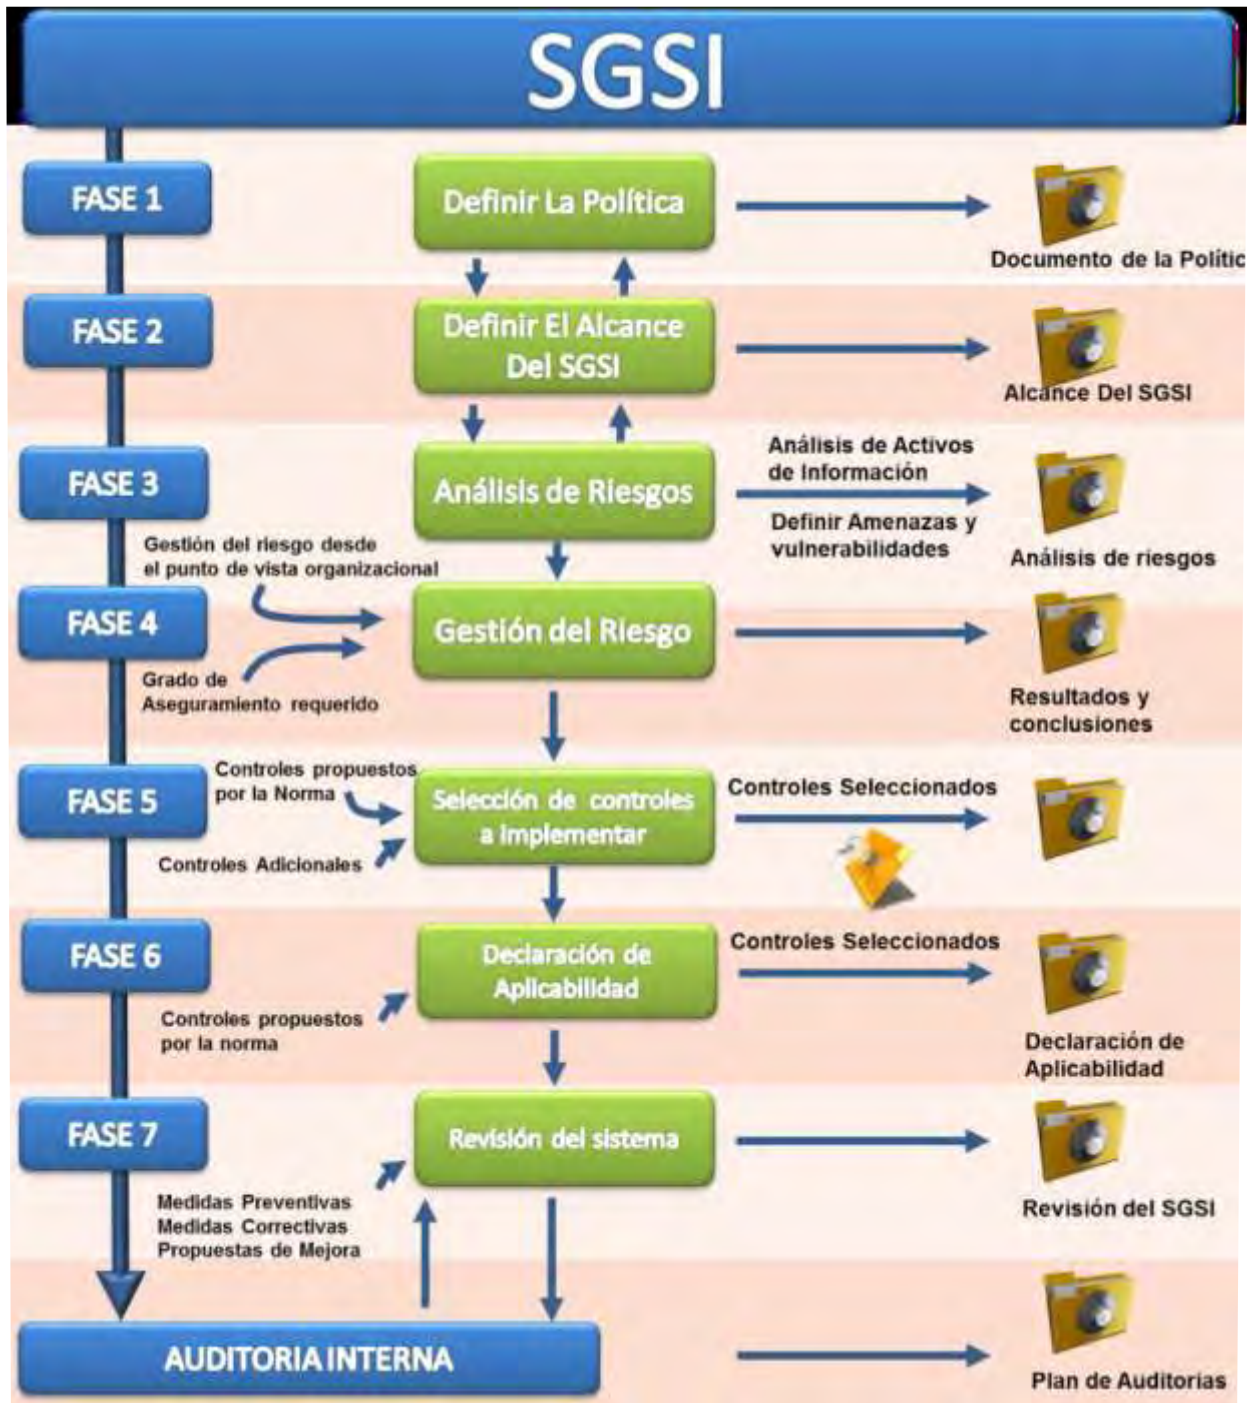 SGSI
FASE 1
Definir La Política
Documento de la Polític
FASE 2
Definir El Alcance
Del SGSI
Alcance Del SGSI
FASE 3
Análisis de Riesgos
Análisis de Activos
de Información
Definir Amenazas y
vulnerabilidades
Análisis de riesgos
Gestión del riesgo desde
el punto de vista organizacional
FASE 4
Gestión del Riesgo
Grado de
Aseguramiento requerido
Resultados y
conclusiones
FASE 5
Controles propuestos
por la Norma
Controles Adicionales
Selección de controles
a Implementar
Controles Seleccionados
FASE 6
Declaración de
Aplicabilidad
Controles Seleccionados
Controles propuestos
por la norma
Declaración de
Aplicabilidad
FASE 7
Revisión del sistema
Medidas Preventivas
Medidas Correctivas
Propuestas de Mejora
Revisión del SGSI
AUDITORIA INTERNA
Plan de Auditorias